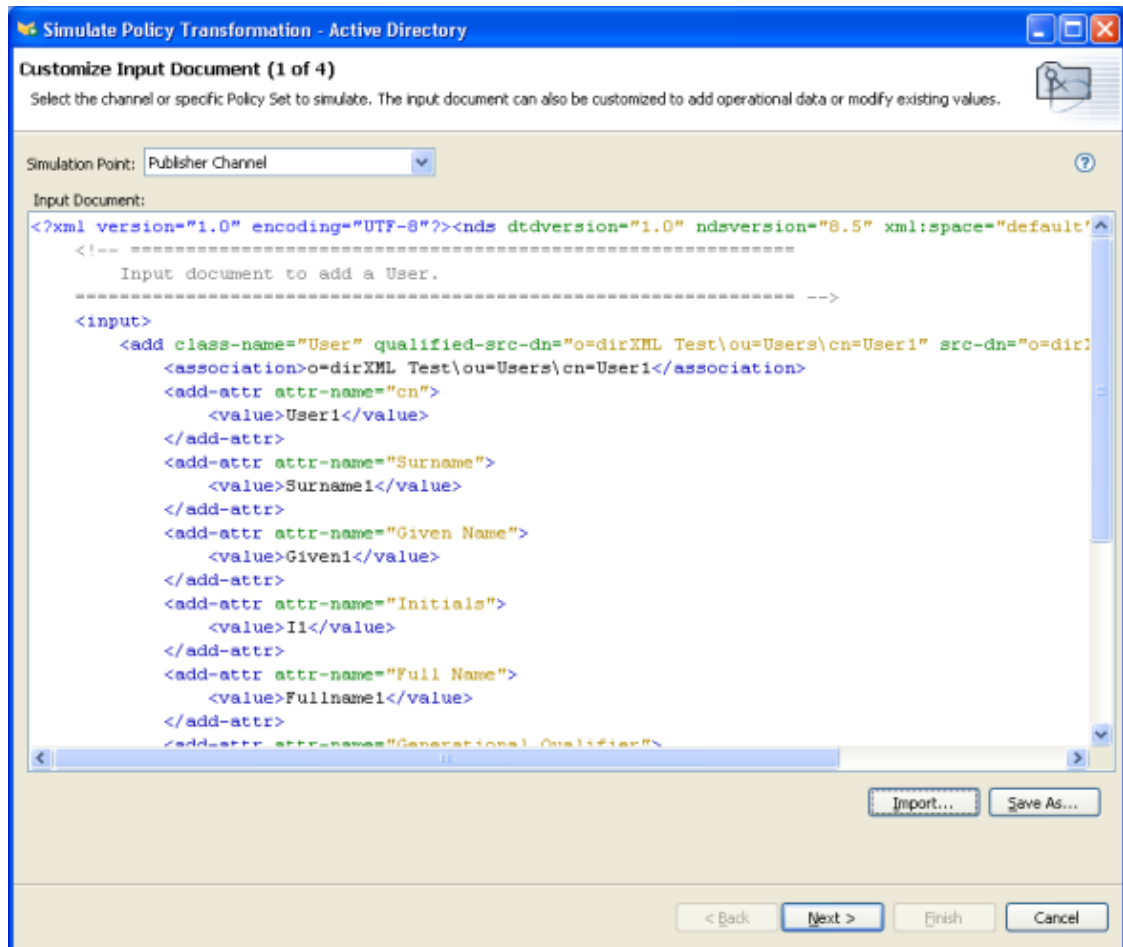 Simulate Policy Transformation - Active Directory
Customize Input Document (1 of 4)
Select the channel or specific Policy Set to simulate. The input document can also be customized to add operational data or modify existing values.
Simulation Point: Publisher Channel
Input Document:
<?xml version="1.0" encoding="UTF-8"?><nds dtdversion="1.0" ndsversion="8.5" xml:space="default"
<!-- ============================================================
Input document to add a User.
================================================================= -->
<input>
<add class-name="User" qualified-src-dn="o=dirXML Test\ou=Users\cn=User1" src-dn="o=dirX
<association>o=dirXML Test\ou=Users\cn=User1</association>
<add-attr attr-name="cn">
<value>User1</value>
</add-attr>
<add-attr attr-name="Surname">
<value>Surname1</value>
</add-attr>
<add-attr attr-name="Given Name">
<value>Given1</value>
</add-attr>
<add-attr attr-name="Initials">
<value>I1</value>
</add-attr>
<add-attr attr-name="Full Name">
<value>Fullname1</value>
</add-attr>
<add-attr attr-name="Generational Qualifier">
Import... Save As...
< Back Next > Finish Cancel